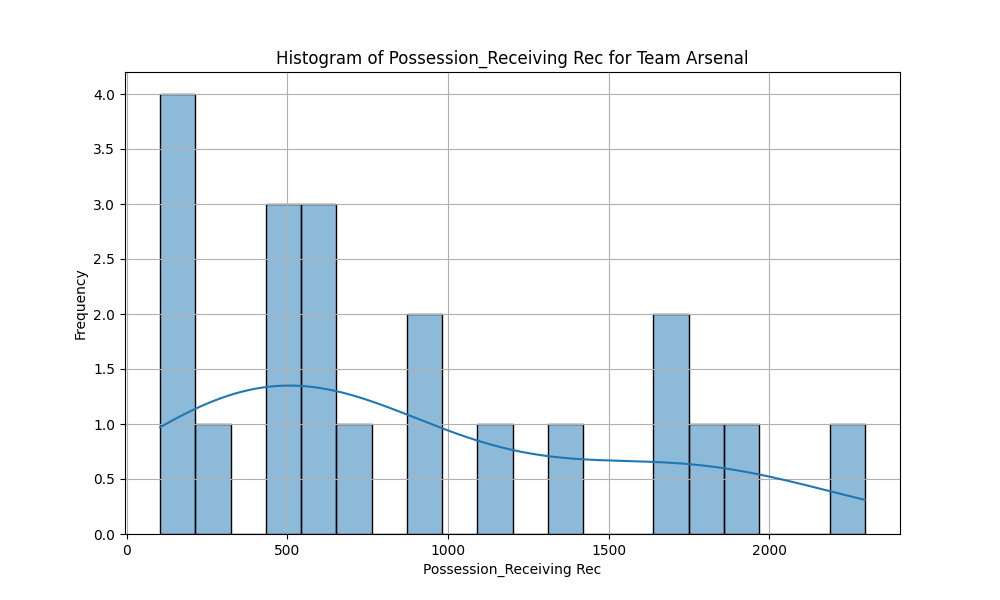 Histogram of Possession_Receiving Rec for Team Arsenal
4.0
3.5
3.0
2.5
2.0
1.5
1.0
0.5
0.0
Frequency
0 500 1000 1500 2000
Possession_Receiving Rec